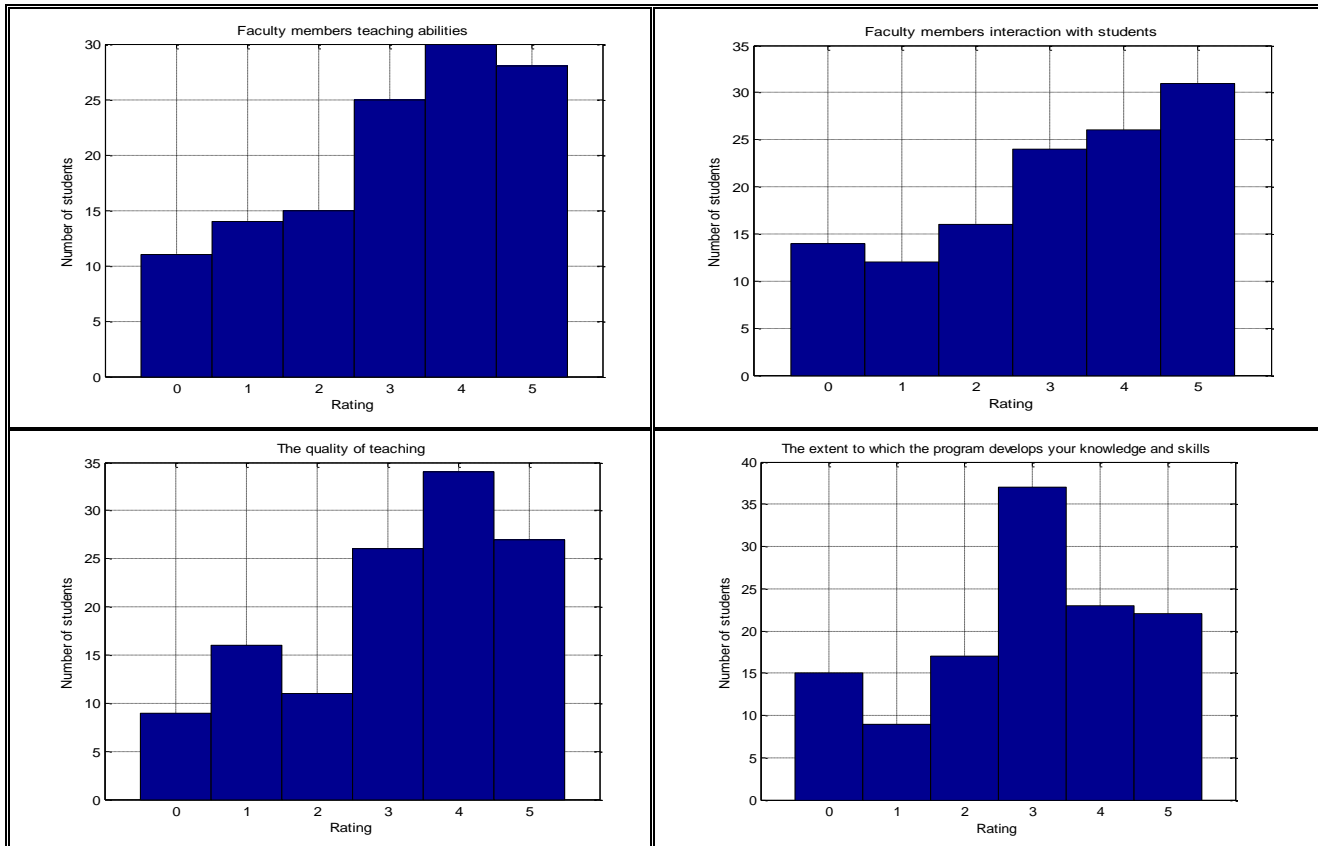 Faculty members teaching abilities
30
25
20
15
10
5
0
Number of students
0 1 2 3 4 5
Rating
Faculty members interaction with students
35
30
25
20
15
10
5
0
Number of students
0 1 2 3 4 5
Rating
The quality of teaching
35
30
25
20
15
10
5
0
Number of students
0 1 2 3 4 5
Rating
The extent to which the program develops your knowledge and skills
40
35
30
25
20
15
10
5
0
Number of students
0 1 2 3 4 5
Rating